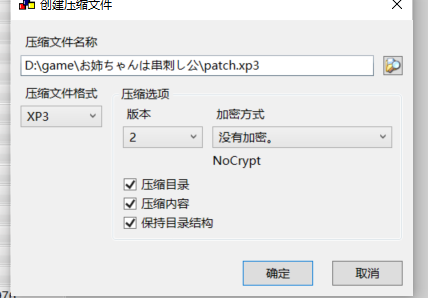 创建压缩文件
压缩文件名称
D:\game\お姉ちゃんは串刺し公\patch.xp3
压缩文件格式
XP3
压缩选项
版本
加密方式
2
没有加密。
NoCrypt
压缩目录
压缩内容
保持目录结构
确定
取消